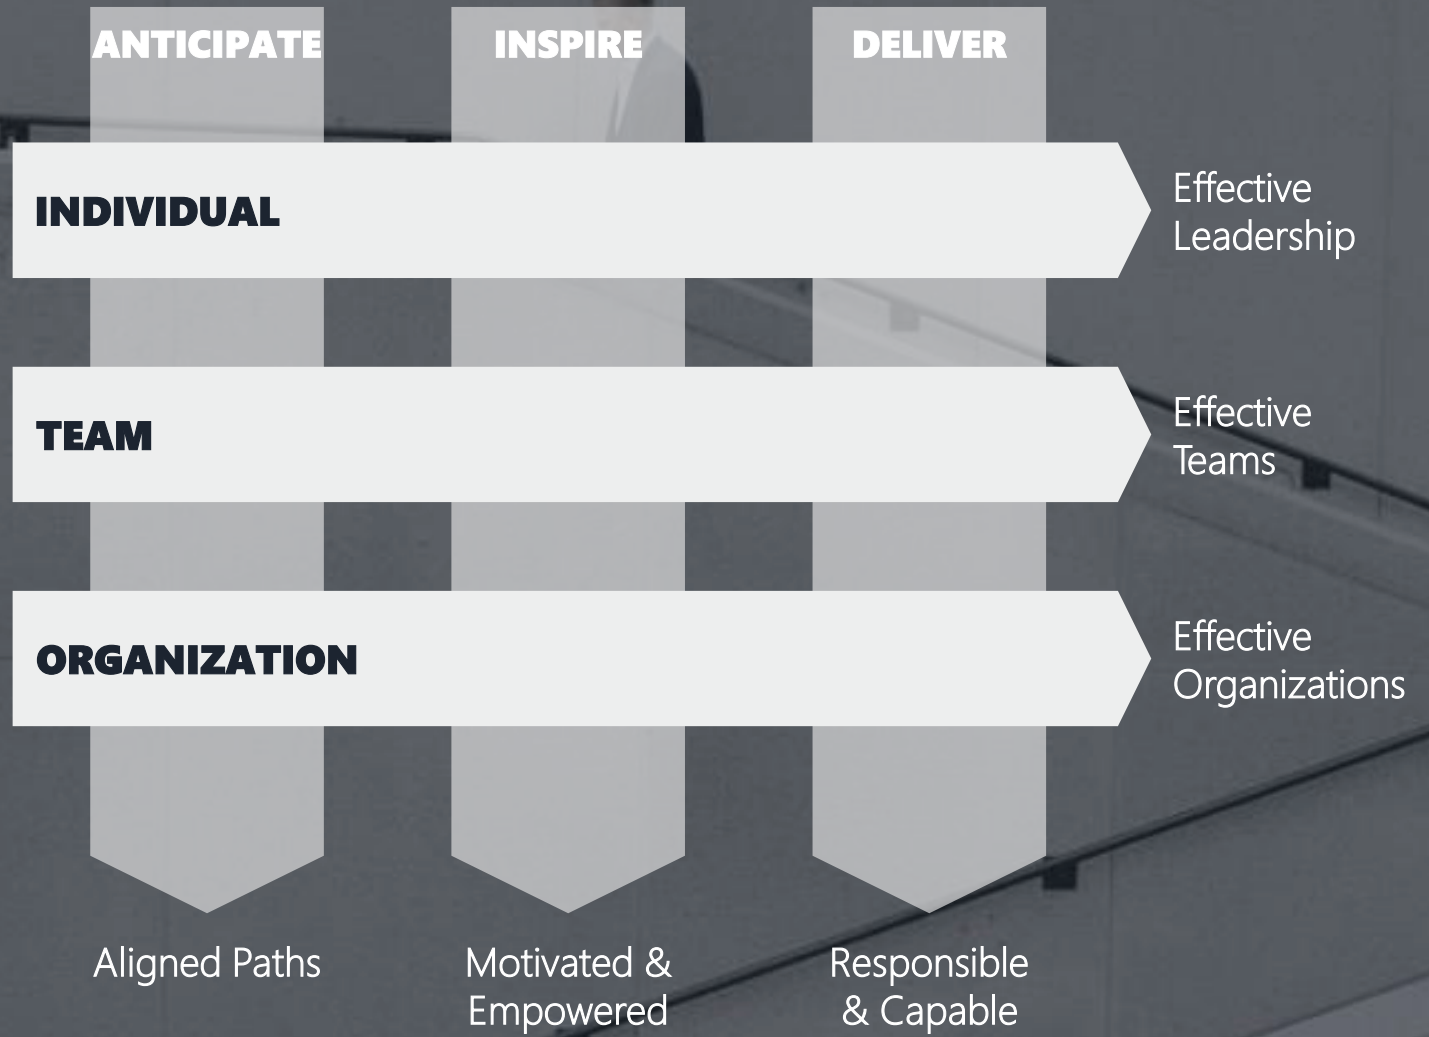 ANTICIPATE
INSPIRE
DELIVER
INDIVIDUAL
Effective
Leadership
TEAM
Effective
Teams
ORGANIZATION
Effective
Organizations
Aligned Paths
Motivated &
Empowered
Responsible
& Capable